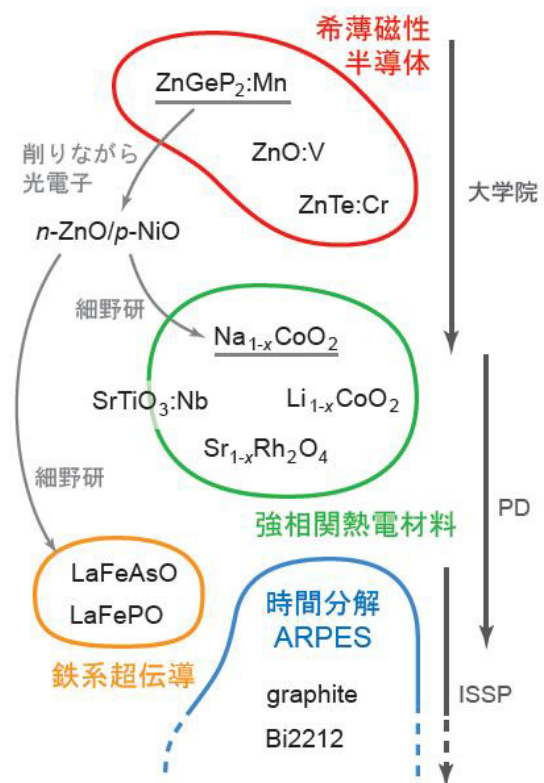 希薄磁性
半導体
ZnGeP₂:Mn
ZnO:V
ZnTe:Cr
削りながら
光電子
n-ZnO/p-NiO
大学院
細野研
Na₁₋ₓCoO₂
SrTiO₃:Nb
Li₁₋ₓCoO₂
Sr₁₋ₓRh₂O₄
細野研
強相関熱電材料
PD
LaFeAsO
LaFePO
鉄系超伝導
時間分解
ARPES
graphite
Bi2212
ISSP